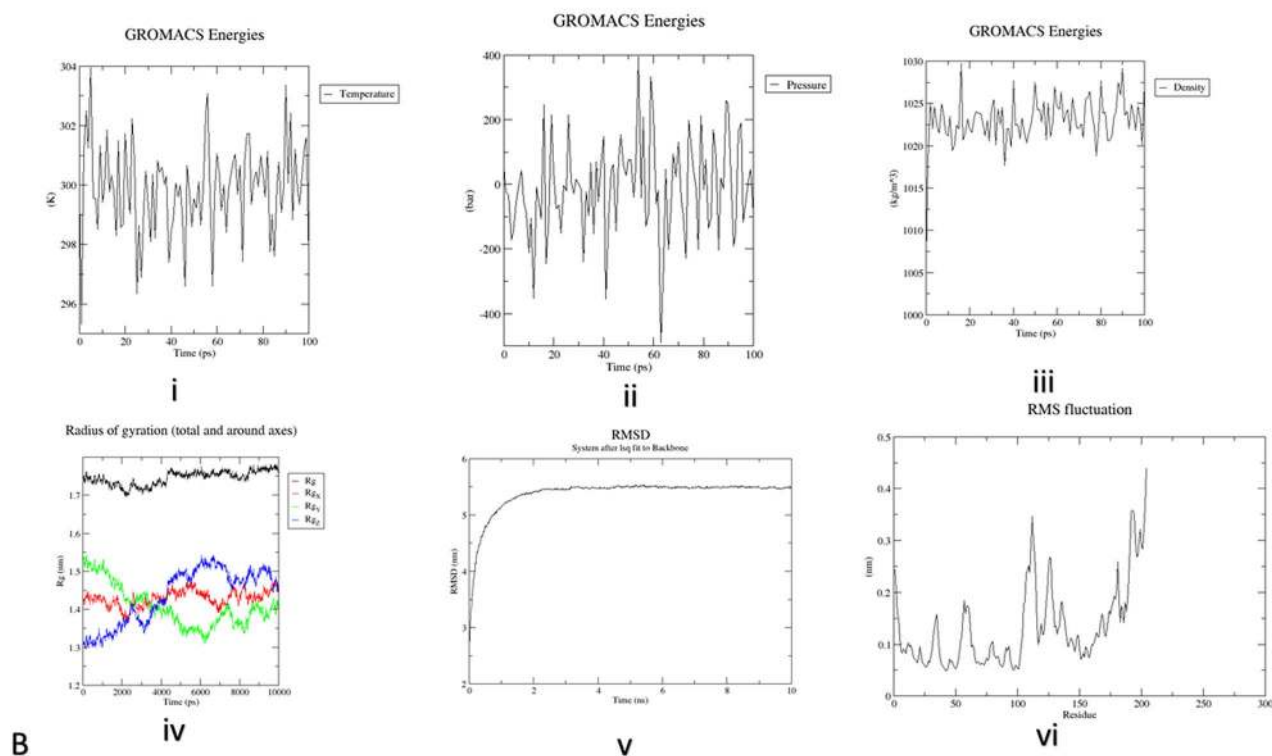 GROMACS Energies
304
302
300
298
296
(K)
0
20
40
60
80
100
Time (ps)
Temperature
i
GROMACS Energies
400
200
0
-200
-400
(bar)
0
20
40
60
80
100
Time (ps)
Pressure
ii
GROMACS Energies
1030
1025
1020
1015
1010
1005
1000
(kg/m^3)
0
20
40
60
80
100
Time (ps)
Density
iii
Radius of gyration (total and around axes)
1.7
1.6
1.5
1.4
1.3
1.2
Rg (nm)
0
2000
4000
6000
8000
10000
Time (ps)
Rg
RgX
RgY
RgZ
iv
RMSD
System after lsq fit to Backbone
6
5
4
3
2
RMSD (nm)
0
2
4
6
8
10
Time (ns)
v
RMS fluctuation
0.5
0.4
0.3
0.2
0.1
0
(nm)
0
50
100
150
200
250
300
Residue
vi
B